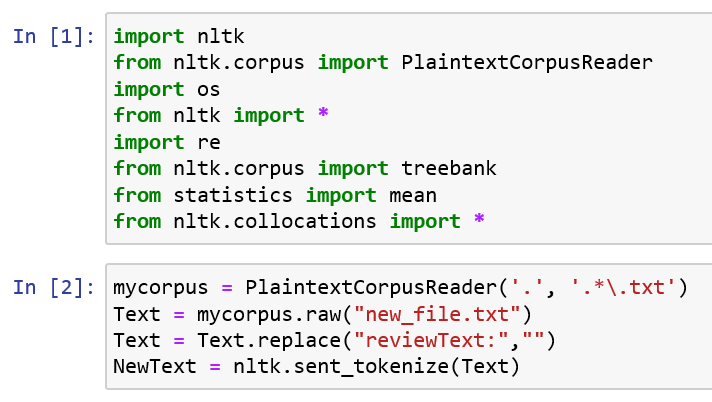 In [1]: import nltk
from nltk.corpus import PlaintextCorpusReader
import os
from nltk import *
import re
from nltk.corpus import treebank
from statistics import mean
from nltk.collocations import *
In [2]: mycorpus = PlaintextCorpusReader('.', '.*\.txt')
Text = mycorpus.raw("new_file.txt")
Text = Text.replace("reviewText:","")
NewText = nltk.sent_tokenize(Text)